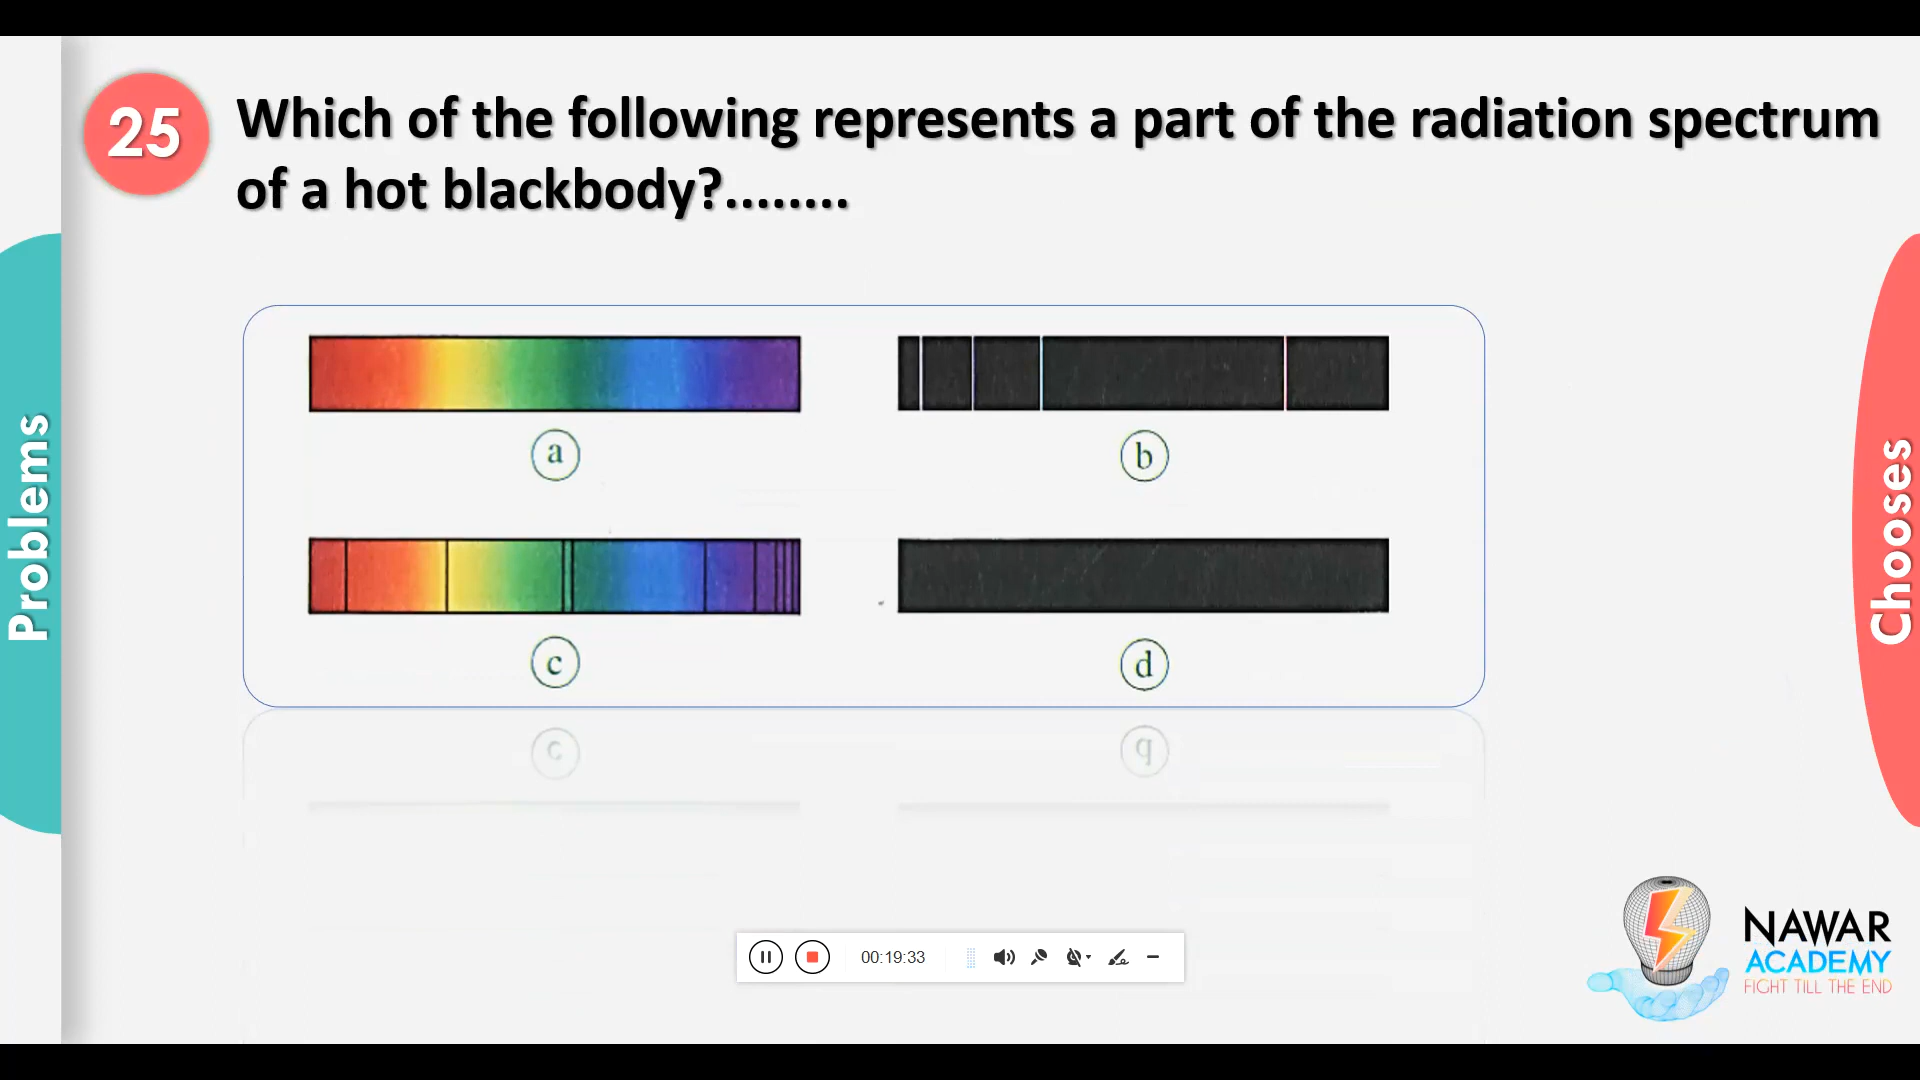 25
Which of the following represents a part of the radiation spectrum
of a hot blackbody?........
Problems
Chooses
a
b
c
d
00:19:33
NAWAR
ACADEMY
FIGHT TILL THE END